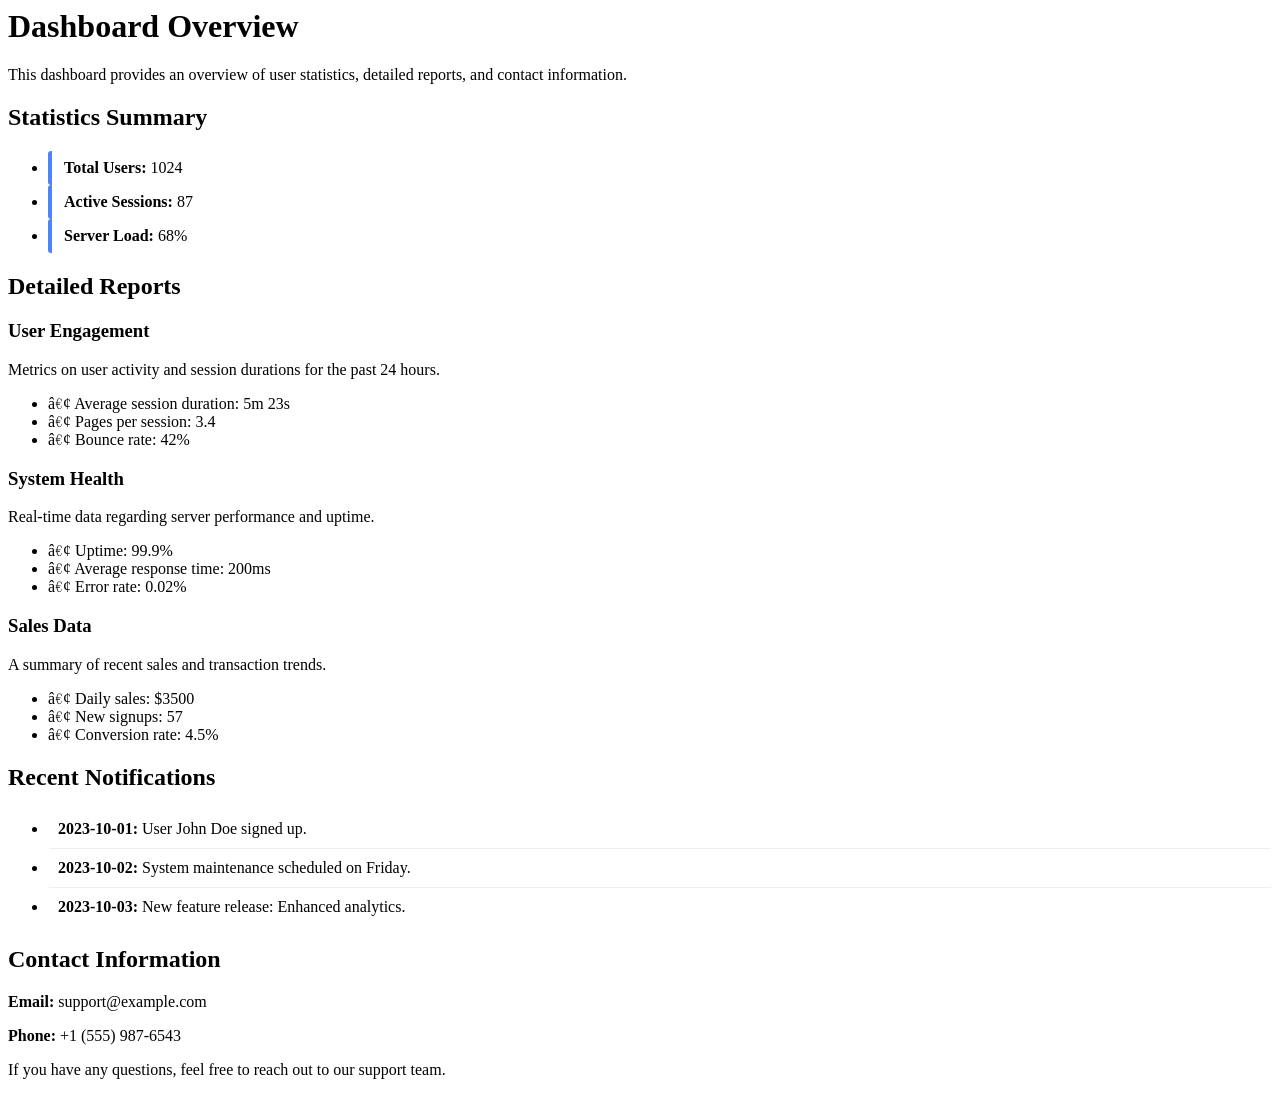 Dashboard Overview
This dashboard provides an overview of user statistics, detailed reports, and contact information.
Statistics Summary
• Total Users: 1024
• Active Sessions: 87
• Server Load: 68%
Detailed Reports
User Engagement
Metrics on user activity and session durations for the past 24 hours.
• â€¢ Average session duration: 5m 23s
• â€¢ Pages per session: 3.4
• â€¢ Bounce rate: 42%
System Health
Real-time data regarding server performance and uptime.
• â€¢ Uptime: 99.9%
• â€¢ Average response time: 200ms
• â€¢ Error rate: 0.02%
Sales Data
A summary of recent sales and transaction trends.
• â€¢ Daily sales: $3500
• â€¢ New signups: 57
• â€¢ Conversion rate: 4.5%
Recent Notifications
• 2023-10-01: User John Doe signed up.
• 2023-10-02: System maintenance scheduled on Friday.
• 2023-10-03: New feature release: Enhanced analytics.
Contact Information
Email: support@example.com
Phone: +1 (555) 987-6543
If you have any questions, feel free to reach out to our support team.